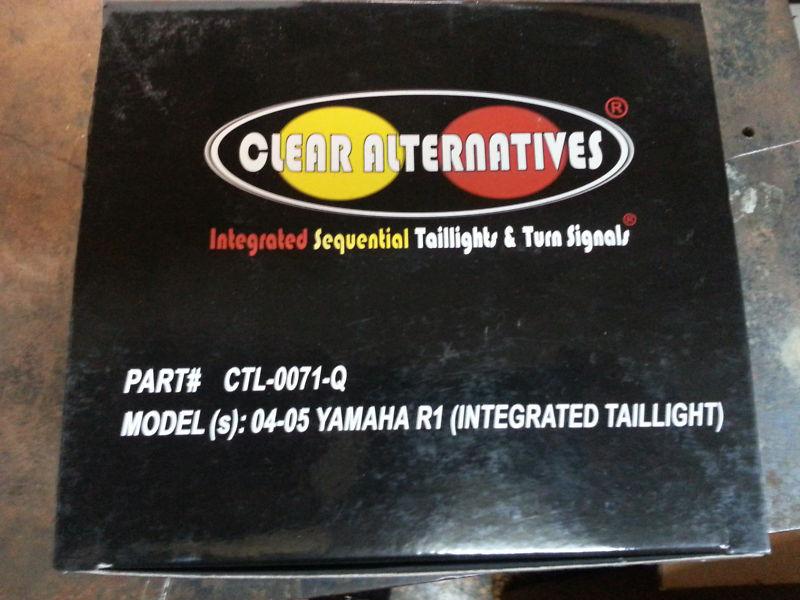 CLEAR ALTERNATIVES®
Integrated Sequential Taillights & Turn Signals®
PART# CTL-0071-Q
MODEL (s): 04-05 YAMAHA R1 (INTEGRATED TAILLIGHT)